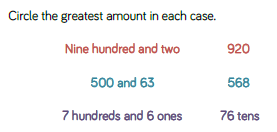 Circle the greatest amount in each case.
Nine hundred and two 920
500 and 63 568
7 hundreds and 6 ones 76 tens